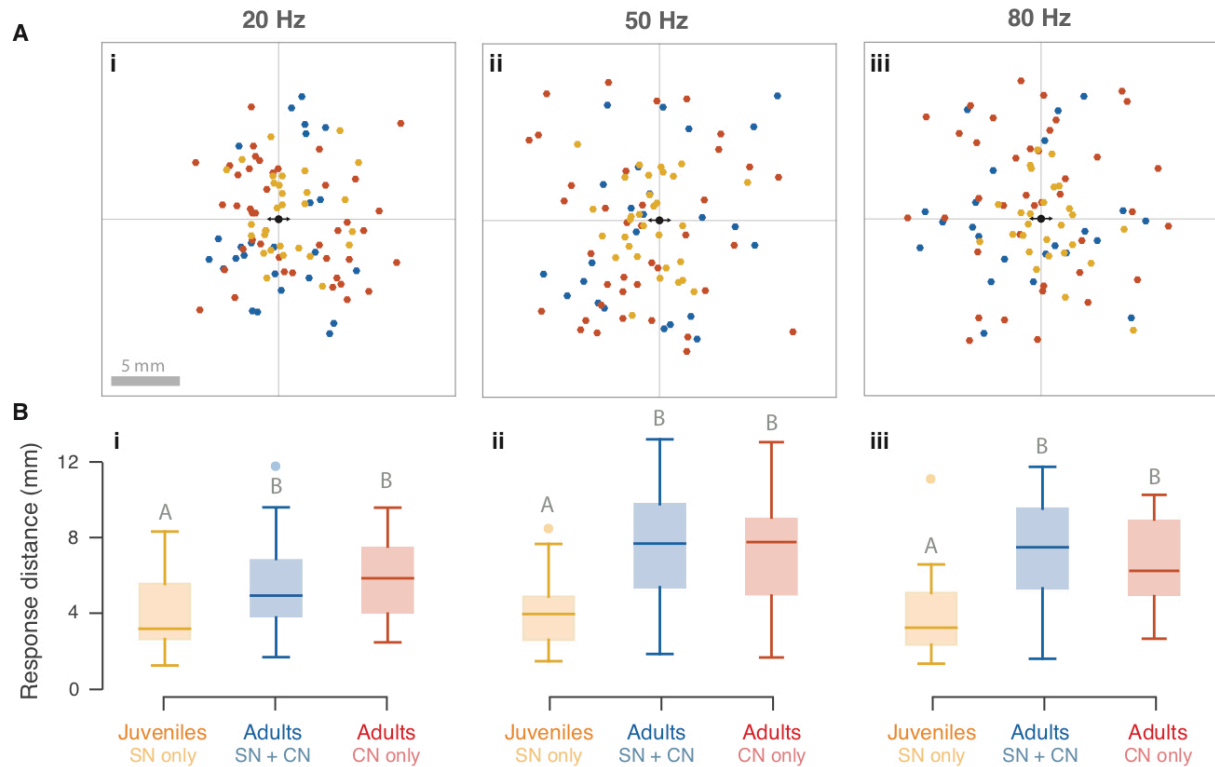 20 Hz 50 Hz 80 Hz
A
i ii iii
5 mm
B
i ii iii
Response distance (mm)
12
8
4
0
A B B
A B B
A B B
Juveniles Adults Adults
SN only SN + CN CN only
Juveniles Adults Adults
SN only SN + CN CN only
Juveniles Adults Adults
SN only SN + CN CN only